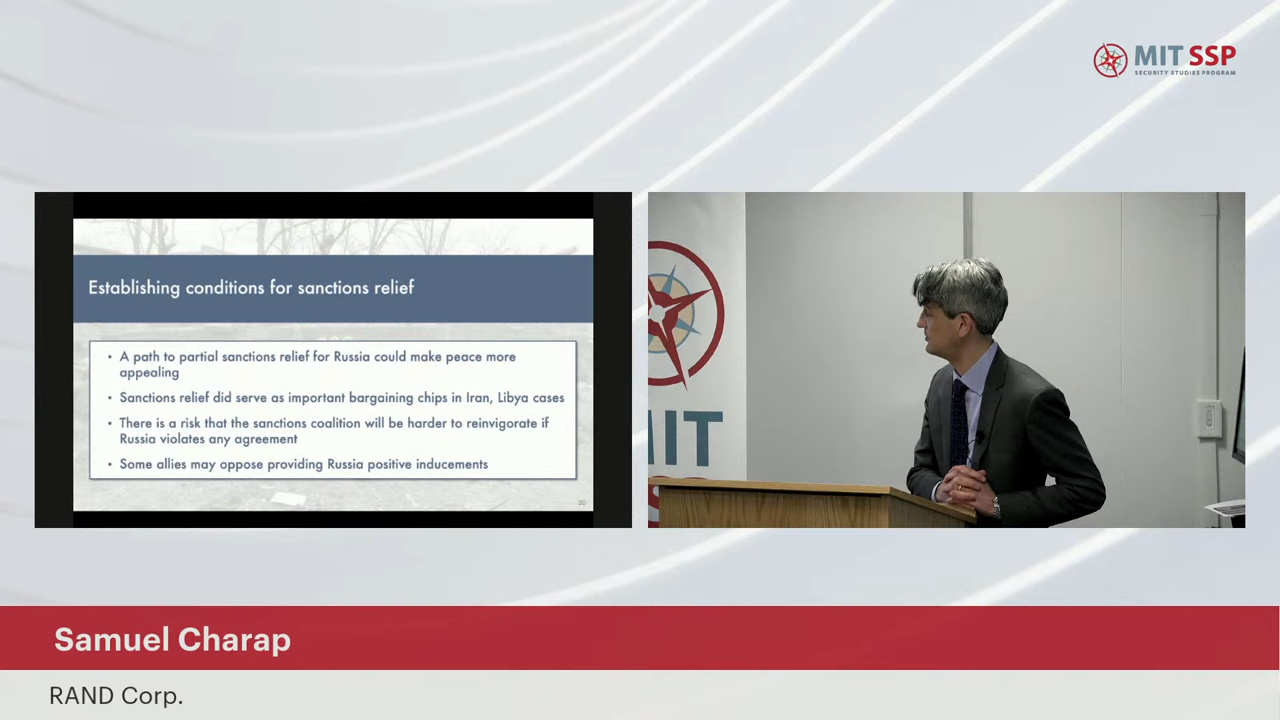 MIT SSP
SECURITY STUDIES PROGRAM
Establishing conditions for sanctions relief
• A path to partial sanctions relief for Russia could make peace more
appealing
• Sanctions relief did serve as important bargaining chips in Iran, Libya cases
• There is a risk that the sanctions coalition will be harder to reinvigorate if
Russia violates any agreement
• Some allies may oppose providing Russia positive inducements
20
MIT
Samuel Charap
RAND Corp.